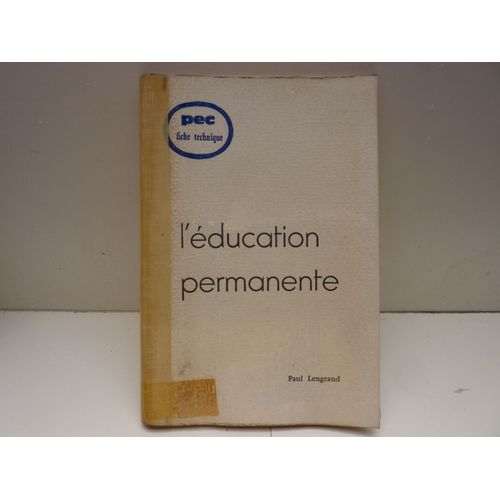 pec
fiche technique
l'éducation
permanente
Paul Lengrand